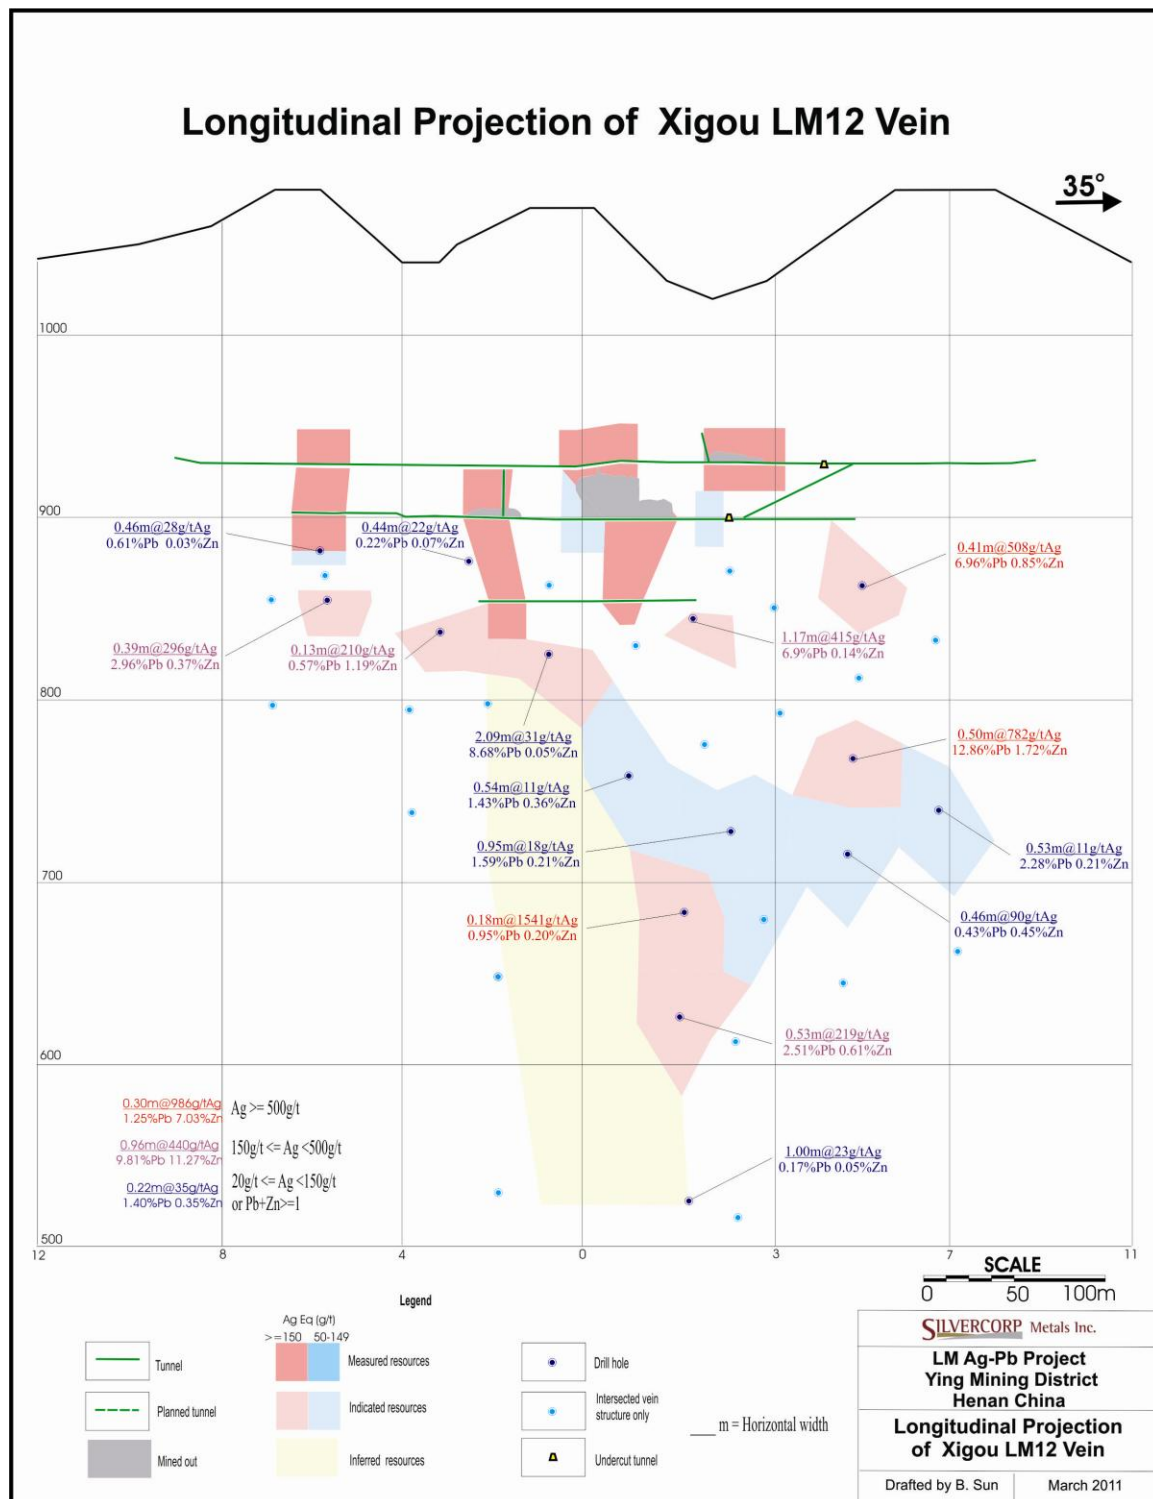 Longitudinal Projection of Xigou LM12 Vein
35°
1000
900
0.46m@28g/tAg
0.61%Pb 0.03%Zn
0.44m@22g/tAg
0.22%Pb 0.07%Zn
0.41m@508g/tAg
6.96%Pb 0.85%Zn
0.39m@296g/tAg
2.96%Pb 0.37%Zn
0.13m@210g/tAg
0.57%Pb 1.19%Zn
1.17m@415g/tAg
6.9%Pb 0.14%Zn
800
2.09m@31g/tAg
8.68%Pb 0.05%Zn
0.50m@782g/tAg
12.86%Pb 1.72%Zn
0.54m@11g/tAg
1.43%Pb 0.36%Zn
0.95m@18g/tAg
1.59%Pb 0.21%Zn
0.53m@11g/tAg
2.28%Pb 0.21%Zn
700
0.18m@1541g/tAg
0.95%Pb 0.20%Zn
0.46m@90g/tAg
0.43%Pb 0.45%Zn
0.53m@219g/tAg
2.51%Pb 0.61%Zn
600
0.30m@986g/tAg
1.25%Pb 7.03%Zn
Ag >= 500g/t
0.96m@440g/tAg
9.81%Pb 11.27%Zn
150g/t <= Ag <500g/t
0.22m@35g/tAg
1.40%Pb 0.35%Zn
20g/t <= Ag <150g/t
or Pb+Zn>=1
1.00m@23g/tAg
0.17%Pb 0.05%Zn
500
12 8 4 0 3 7 11
SCALE
0 50 100m
Legend
Ag Eq (g/t)
>=150 50-149
Tunnel
Measured resources
Drill hole
Planned tunnel
Indicated resources
Intersected vein
structure only
____ m = Horizontal width
Mined out
Inferred resources
Undercut tunnel
SILVERCORP Metals Inc.
LM Ag-Pb Project
Ying Mining District
Henan China
Longitudinal Projection
of Xigou LM12 Vein
Drafted by B. Sun
March 2011